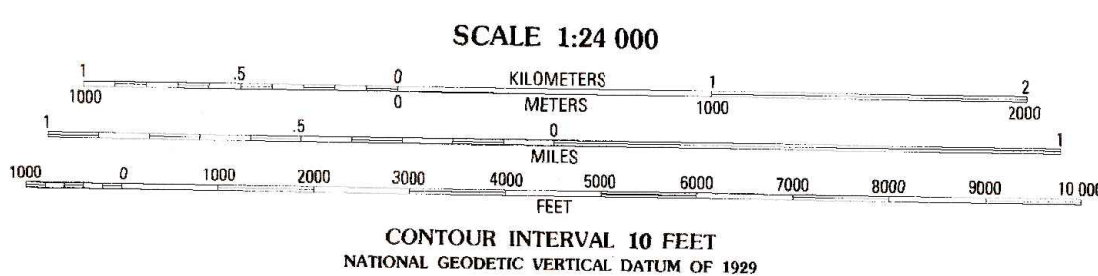 SCALE 1:24 000
1 .5 0 KILOMETERS 1 2
1000 0 METERS 1000 2000
1 .5 0 1
MILES
1000 0 1000 2000 3000 4000 5000 6000 7000 8000 9000 10 000
FEET
CONTOUR INTERVAL 10 FEET
NATIONAL GEODETIC VERTICAL DATUM OF 1929